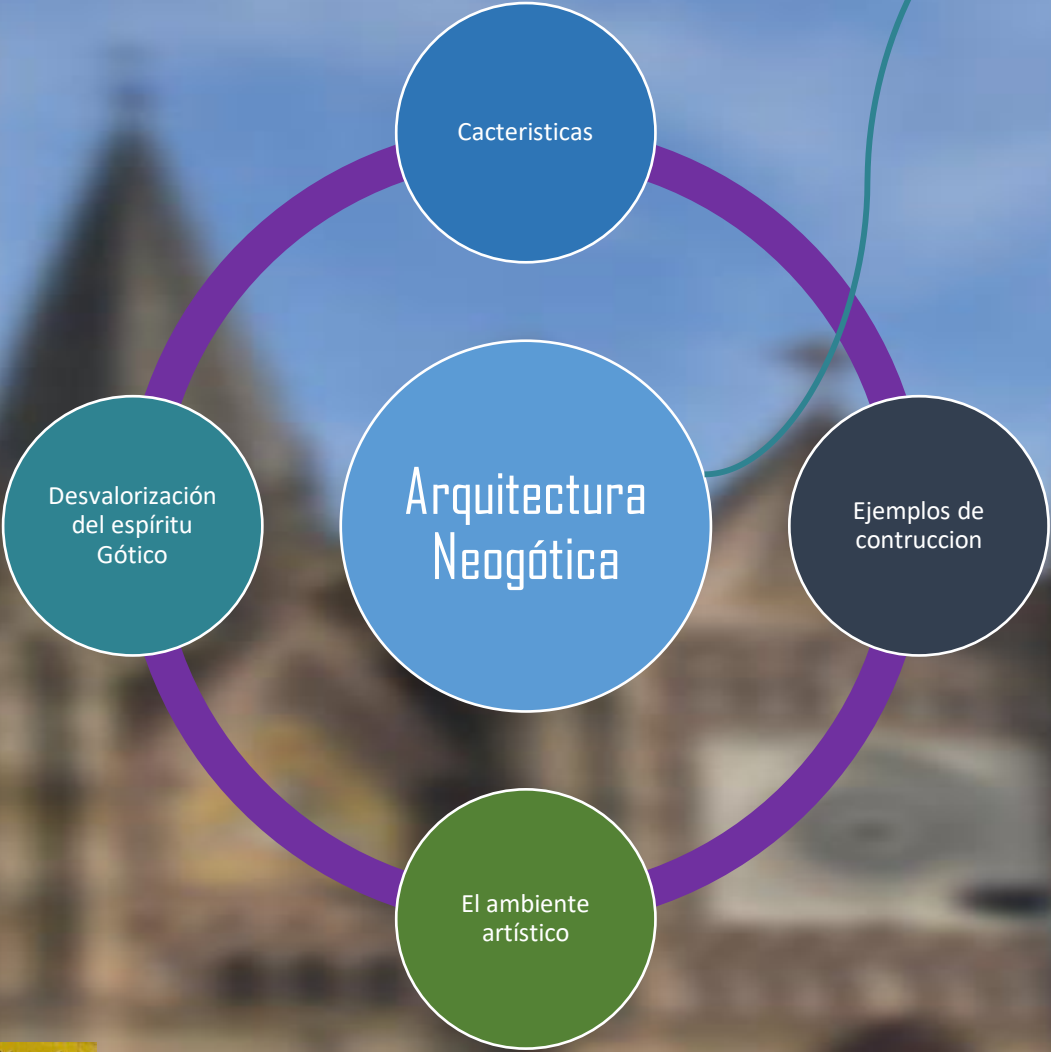 Cacteristicas
Arquitectura
Neogótica
Desvalorización
del espíritu
Gótico
Ejemplos de
contruccion
El ambiente
artístico